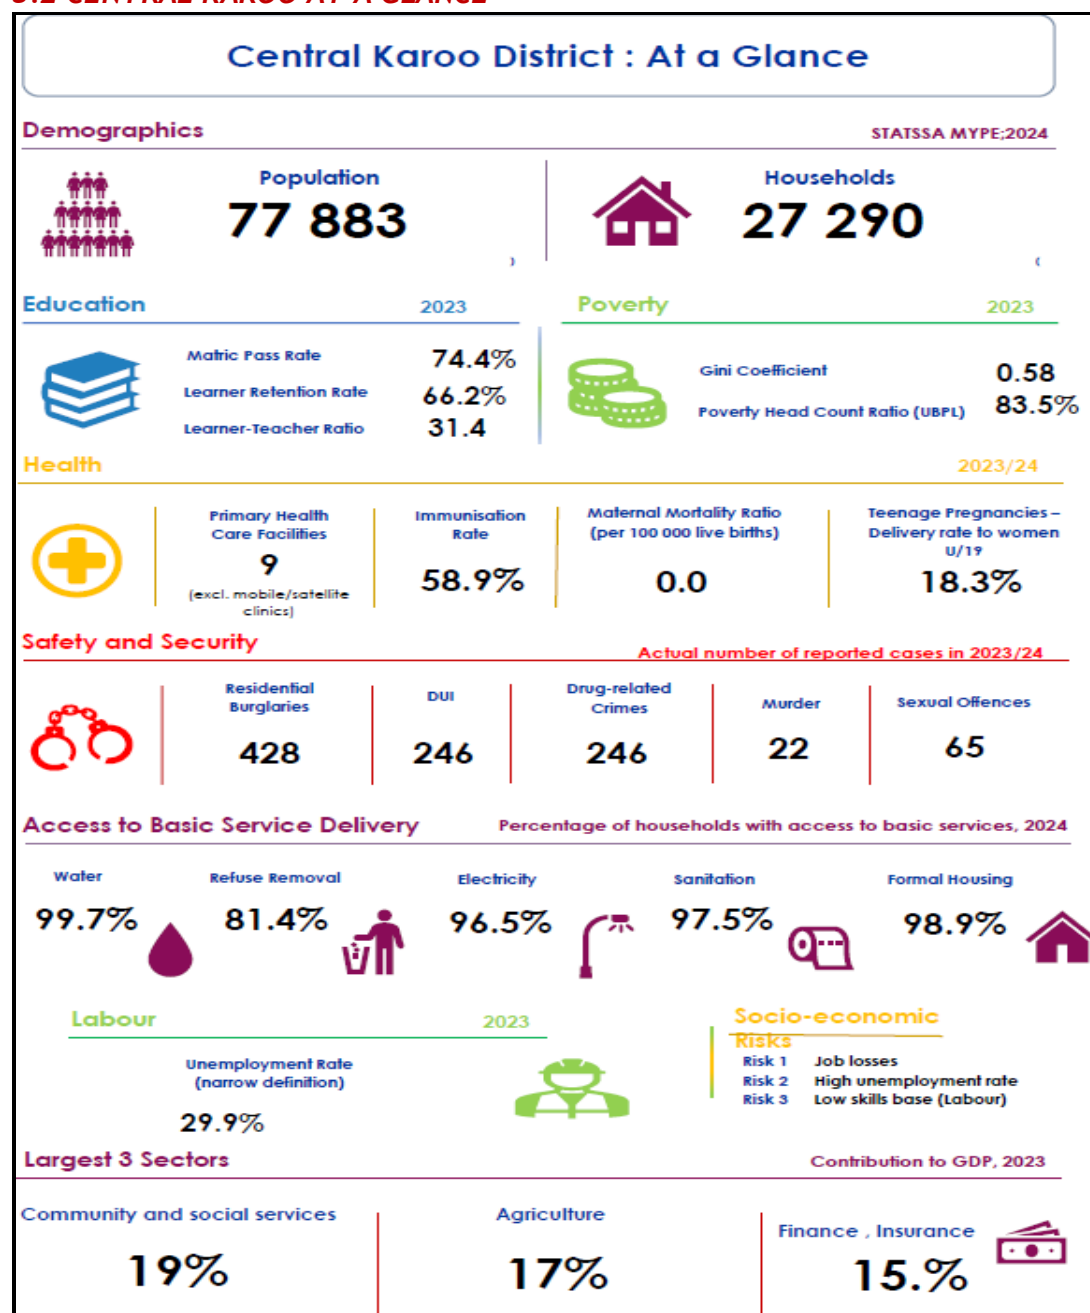 3.2 CENTRAL KAROO AT A GLANCE
Central Karoo District : At a Glance
Demographics
STATSSA MYPE;2024
Population
77 883
Households
27 290
Education
2023
Matric Pass Rate
74.4%
Learner Retention Rate
66.2%
Learner-Teacher Ratio
31.4
Poverty
2023
Gini Coefficient
0.58
Poverty Head Count Ratio (UBPL)
83.5%
Health
2023/24
Primary Health
Care Facilities
9
(excl. mobile/satellite
clinics)
Immunisation
Rate
58.9%
Maternal Mortality Ratio
(per 100 000 live births)
0.0
Teenage Pregnancies –
Delivery rate to women
U/19
18.3%
Safety and Security
Actual number of reported cases in 2023/24
Residential
Burglaries
428
DUI
246
Drug-related
Crimes
246
Murder
22
Sexual Offences
65
Access to Basic Service Delivery
Percentage of households with access to basic services, 2024
Water
99.7%
Refuse Removal
81.4%
Electricity
96.5%
Sanitation
97.5%
Formal Housing
98.9%
Labour
2023
Unemployment Rate
(narrow definition)
29.9%
Socio-economic
Risks
Risk 1 Job losses
Risk 2 High unemployment rate
Risk 3 Low skills base (Labour)
Largest 3 Sectors
Contribution to GDP, 2023
Community and social services
19%
Agriculture
17%
Finance , Insurance
15.%